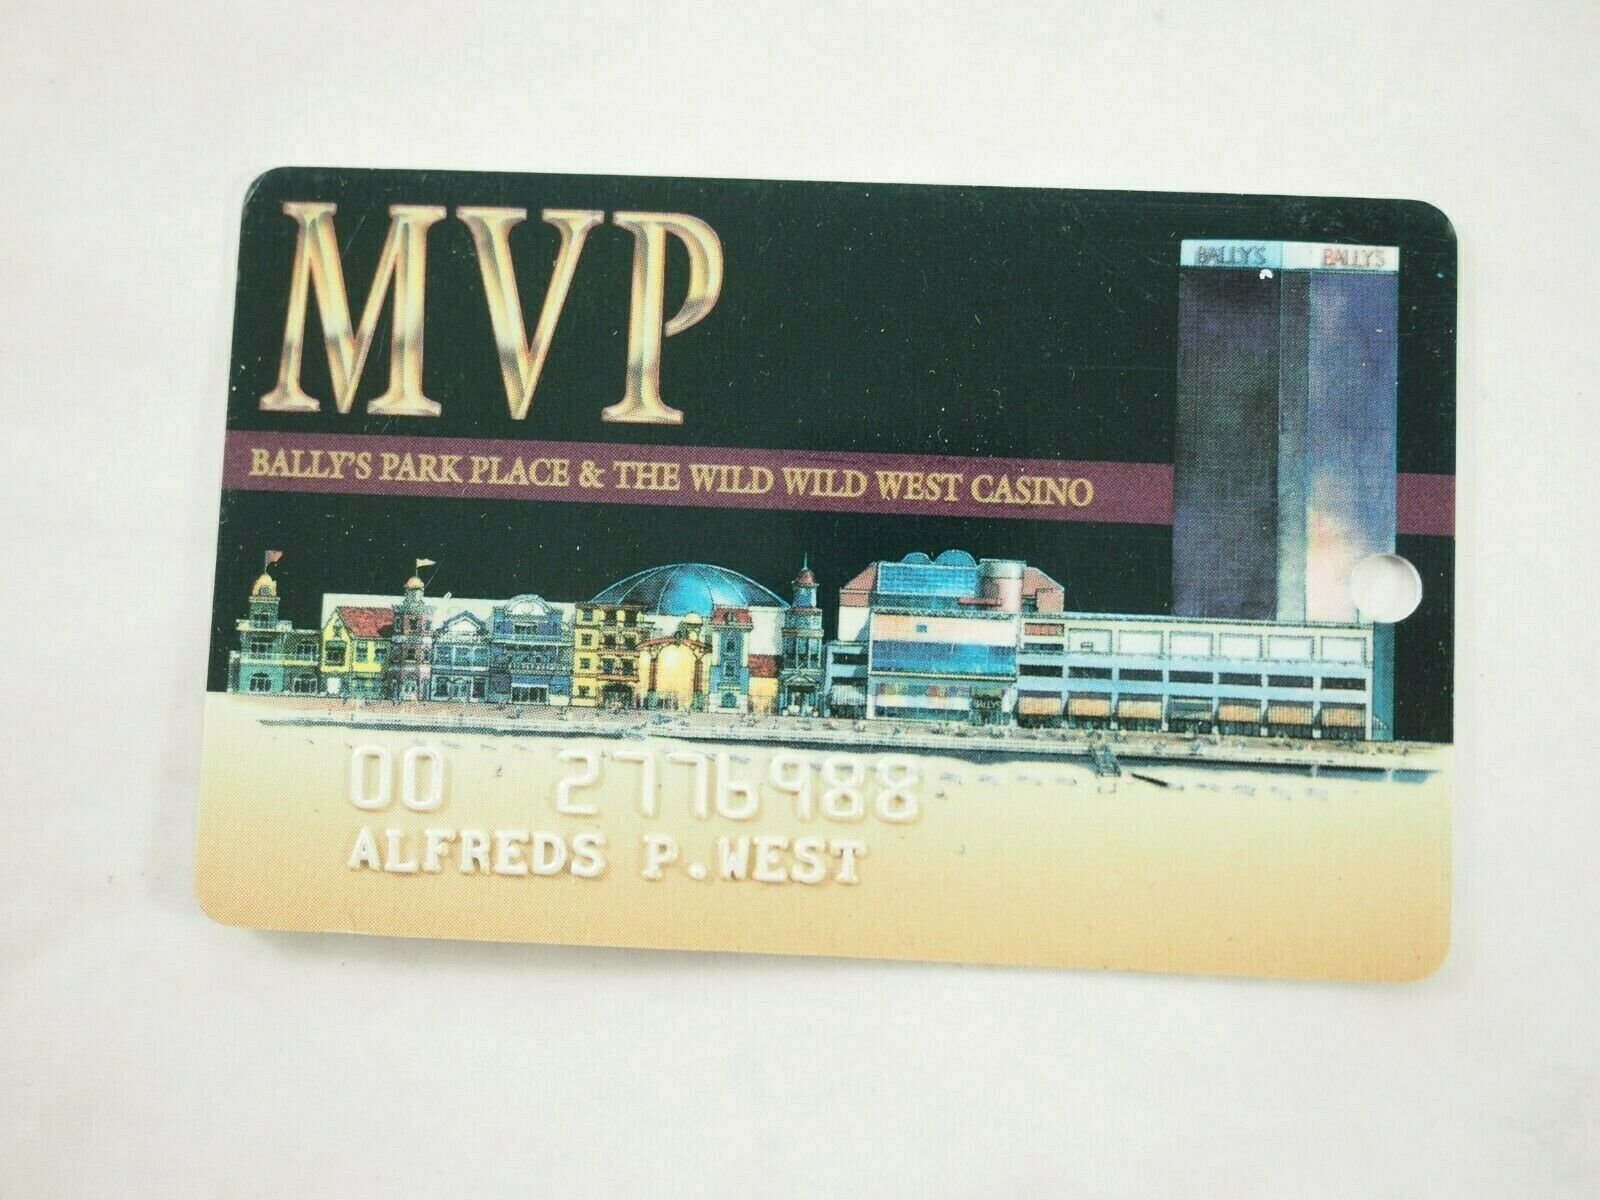 MVP
BALLY'S BALLY'S
BALLY'S PARK PLACE & THE WILD WILD WEST CASINO
00 2776988
ALFREDS P.WEST